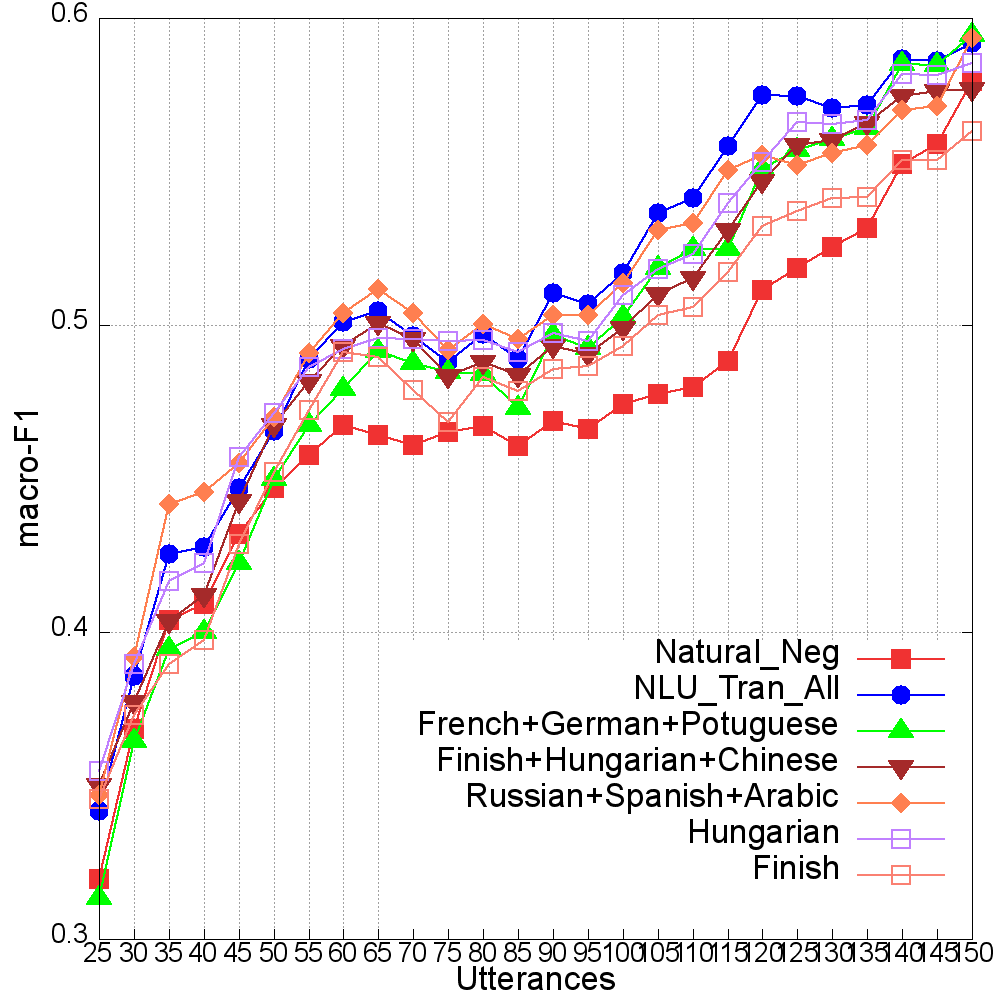 0.6
0.5
0.4
0.3
macro-F1
Natural_Neg
NLU_Tran_All
French+German+Potuguese
Finish+Hungarian+Chinese
Russian+Spanish+Arabic
Hungarian
Finish
25 30 35 40 45 50 55 60 65 70 75 80 85 90 95 100 105 110 115 120 125 130 135 140 145 150
Utterances